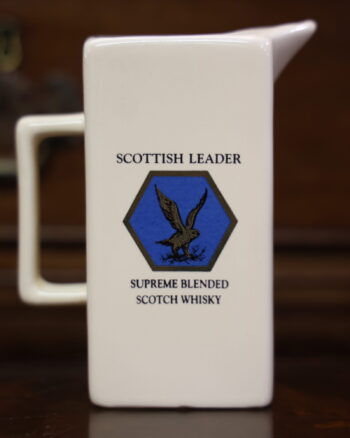 SCOTTISH LEADER
SUPREME BLENDED
SCOTCH WHISKY